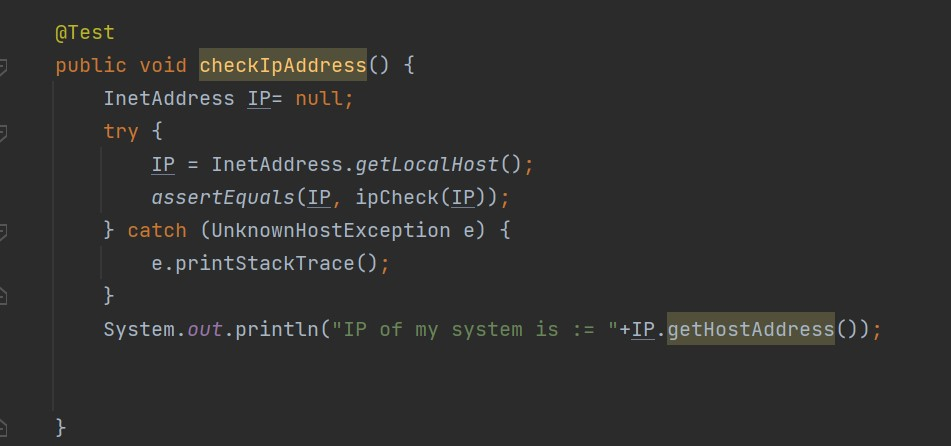 @Test
public void checkIpAddress() {
InetAddress IP= null;
try {
IP = InetAddress.getLocalHost();
assertEquals(IP, ipCheck(IP));
} catch (UnknownHostException e) {
e.printStackTrace();
}
System.out.println("IP of my system is := "+IP.getHostAddress());
}